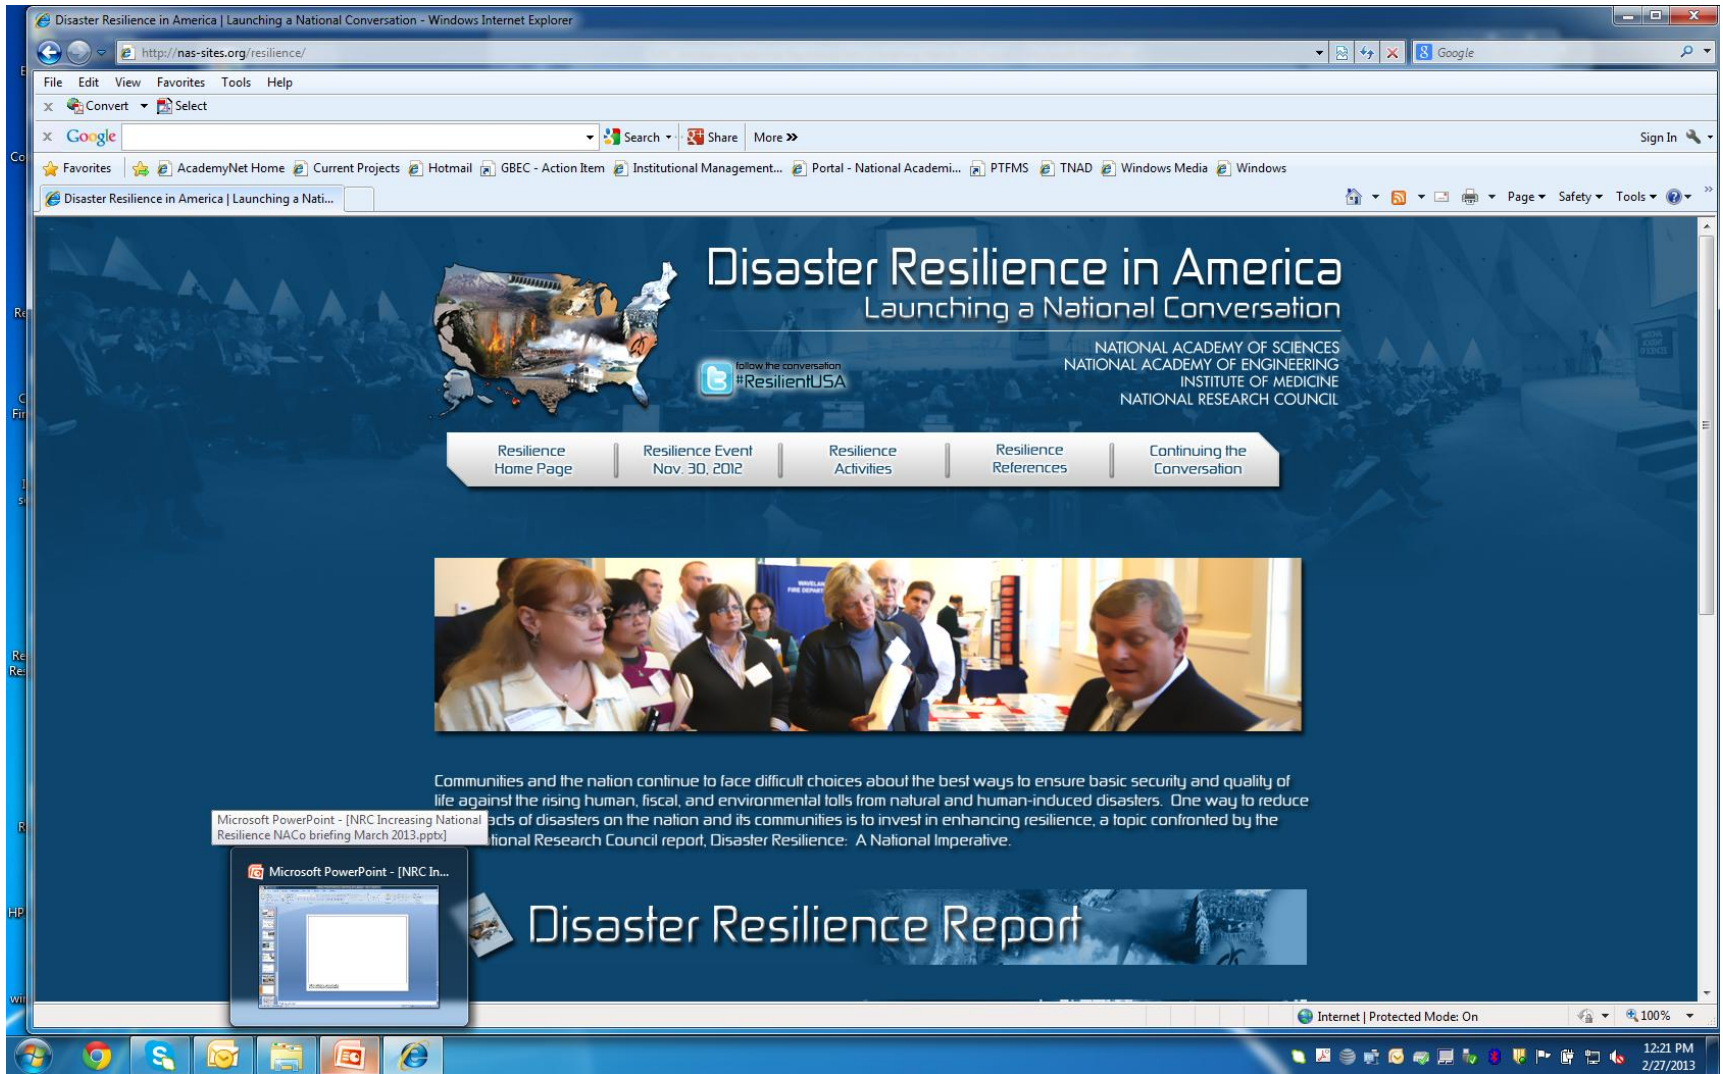 Disaster Resilience in America | Launching a National Conversation - Windows Internet Explorer
http://nas-sites.org/resilience/
Google
File Edit View Favorites Tools Help
x Convert Select
x Google Search Share More » Sign In
Favorites AcademyNet Home Current Projects Hotmail GBEC - Action Item Institutional Management... Portal - National Academi... PTFMS TNAD Windows Media Windows
Disaster Resilience in America | Launching a Nati... Page Safety Tools »
Disaster Resilience in America
Launching a National Conversation
NATIONAL ACADEMY OF SCIENCES
NATIONAL ACADEMY OF ENGINEERING
INSTITUTE OF MEDICINE
NATIONAL RESEARCH COUNCIL
follow the conversation
#ResilientUSA
Resilience
Home Page
Resilience Event
Nov. 30, 2012
Resilience
Activities
Resilience
References
Continuing the
Conversation
WAVELAN
FIRE DEPART
Communities and the nation continue to face difficult choices about the best ways to ensure basic security and quality of
life against the rising human, fiscal, and environmental tolls from natural and human-induced disasters. One way to reduce
acts of disasters on the nation and its communities is to invest in enhancing resilience, a topic confronted by the
tional Research Council report, Disaster Resilience: A National Imperative.
Microsoft PowerPoint - [NRC Increasing National
Resilience NACo briefing March 2013.pptx]
Microsoft PowerPoint - [NRC In...
Disaster Resilience Report
Internet | Protected Mode: On
100%
12:21 PM
2/27/2013